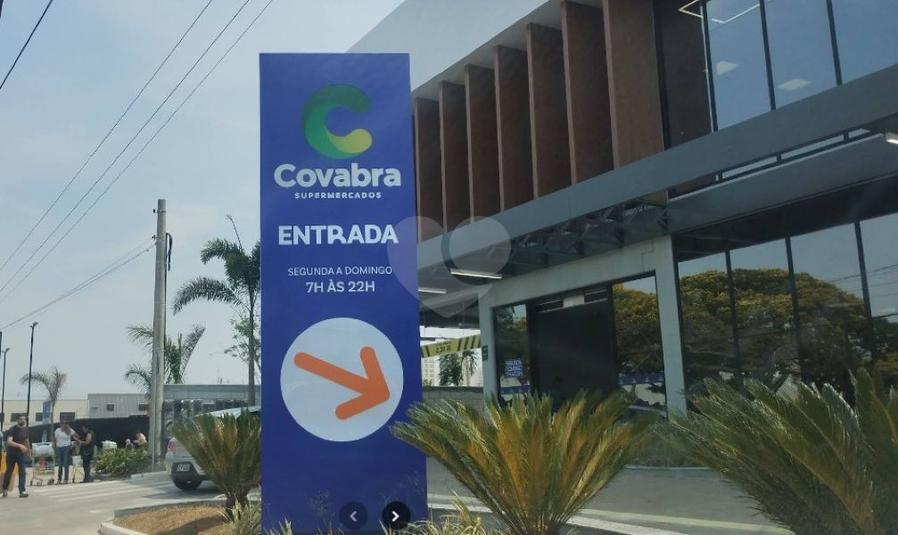 Covabra
SUPERMERCADOS
ENTRADA
SEGUNDA A DOMINGO
7H ÀS 22H